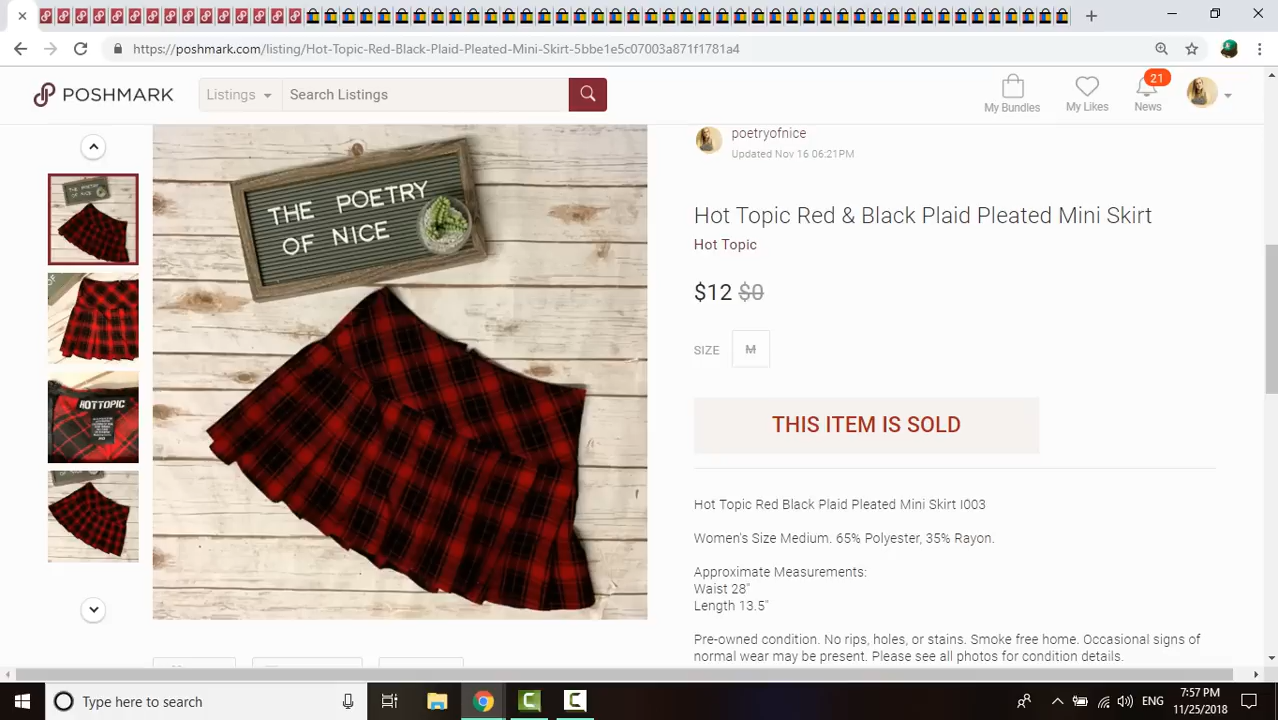 https://poshmark.com/listing/Hot-Topic-Red-Black-Plaid-Pleated-Mini-Skirt-5bbe1e5c07003a871f1781a4
POSHMARK
Listings
Search Listings
My Bundles
My Likes
21
News
poetryofnice
Updated Nov 16 06:21PM
THE POETRY
OF NICE
Hot Topic Red & Black Plaid Pleated Mini Skirt
Hot Topic
$12 $0
SIZE M
HOT TOPIC
THIS ITEM IS SOLD
Hot Topic Red Black Plaid Pleated Mini Skirt I003
Women's Size Medium. 65% Polyester, 35% Rayon.
Approximate Measurements:
Waist 28"
Length 13.5"
Pre-owned condition. No rips, holes, or stains. Smoke free home. Occasional signs of
normal wear may be present. Please see all photos for condition details.
Type here to search
ENG
7:57 PM
11/25/2018